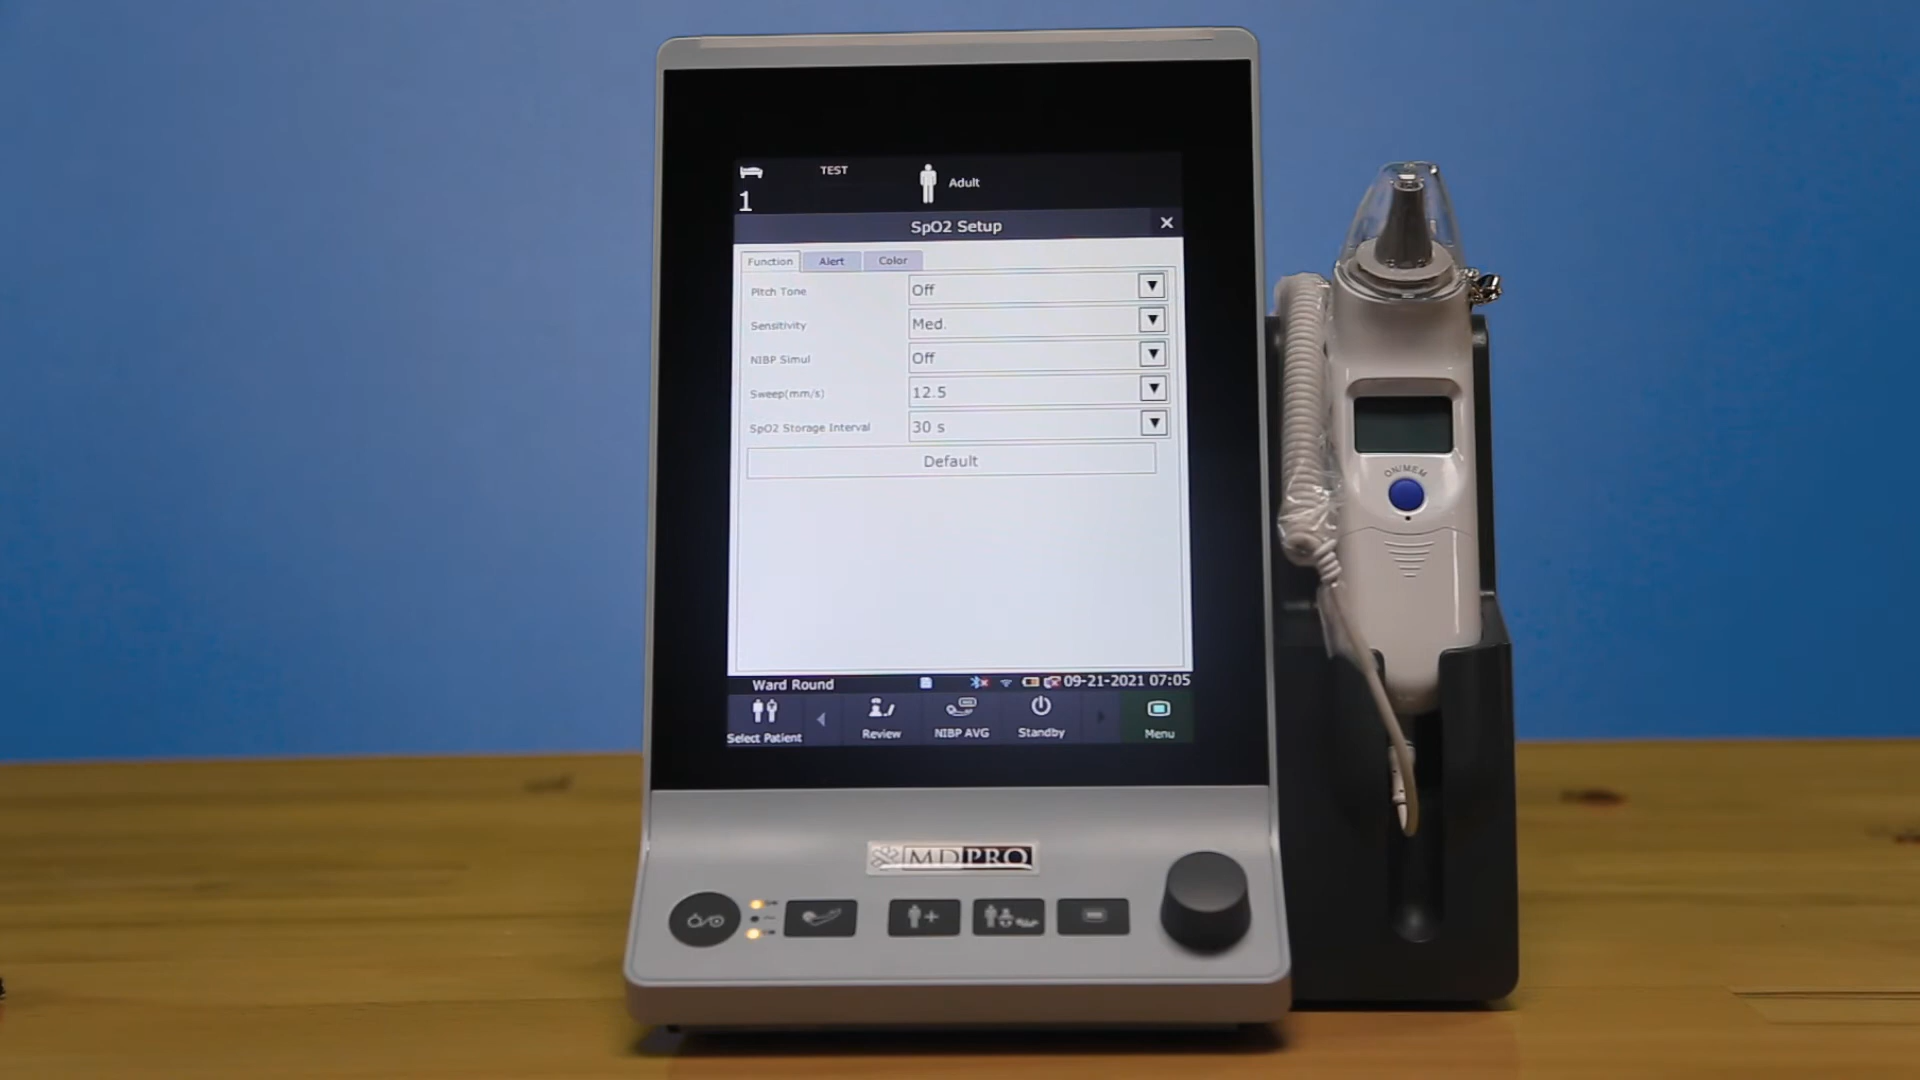 TEST
Adult
1
SpO2 Setup
Function Alert Color
Pitch Tone Off
Sensitivity Med.
NIBP Simul Off
Sweep(mm/s) 12.5
SpO2 Storage Interval 30 s
Default
Ward Round 09-21-2021 07:05
Select Patient Review NIBP AVG Standby Menu
MDPRO
ON/MEM